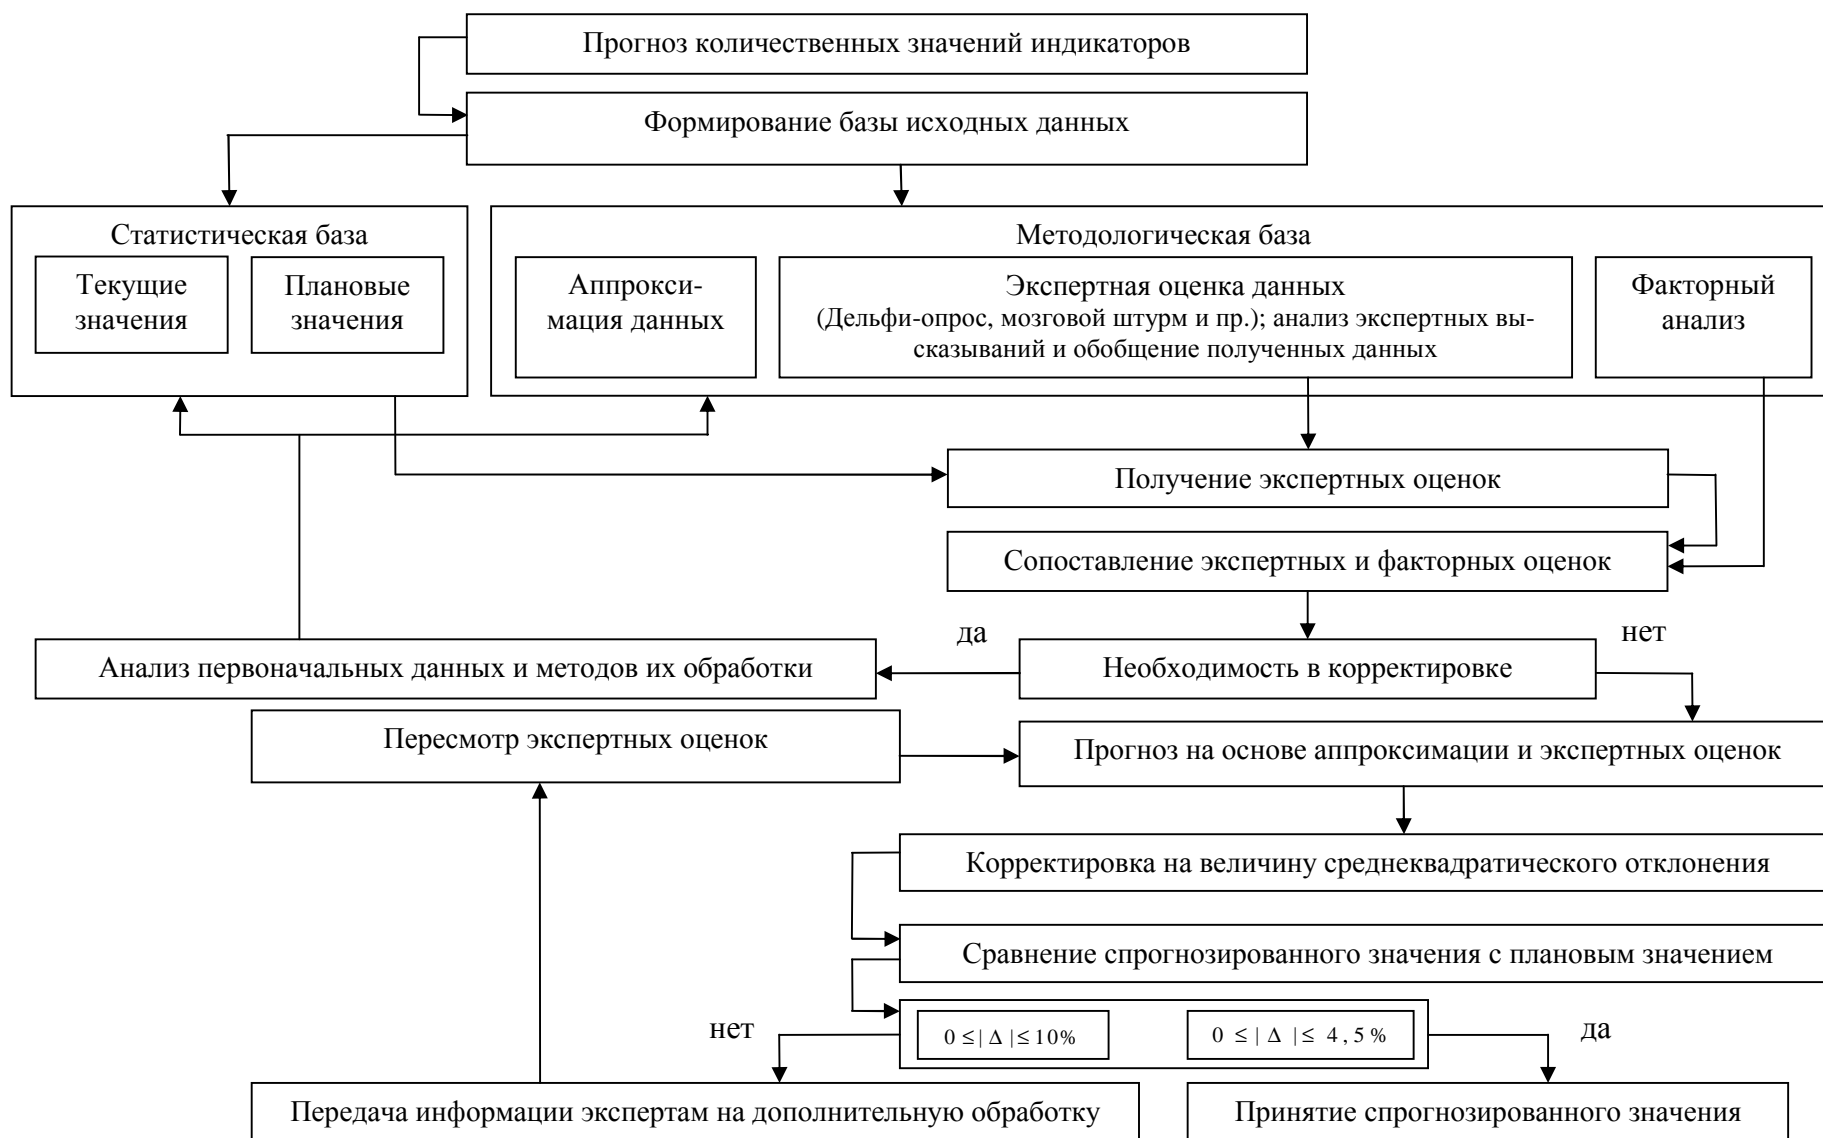 Прогноз количественных значений индикаторов
Формирование базы исходных данных
Статистическая база
Текущие
значения
Плановые
значения
Методологическая база
Аппрокси-
мация данных
Экспертная оценка данных
(Дельфи-опрос, мозговой штурм и пр.); анализ экспертных вы-
сказываний и обобщение полученных данных
Факторный
анализ
Получение экспертных оценок
Сопоставление экспертных и факторных оценок
да
нет
Анализ первоначальных данных и методов их обработки
Необходимость в корректировке
Пересмотр экспертных оценок
Прогноз на основе аппроксимации и экспертных оценок
Корректировка на величину среднеквадратического отклонения
Сравнение спрогнозированного значения с плановым значением
нет
0 ≤ | Δ | ≤ 10%
0 ≤ | Δ | ≤ 4,5%
да
Передача информации экспертам на дополнительную обработку
Принятие спрогнозированного значения